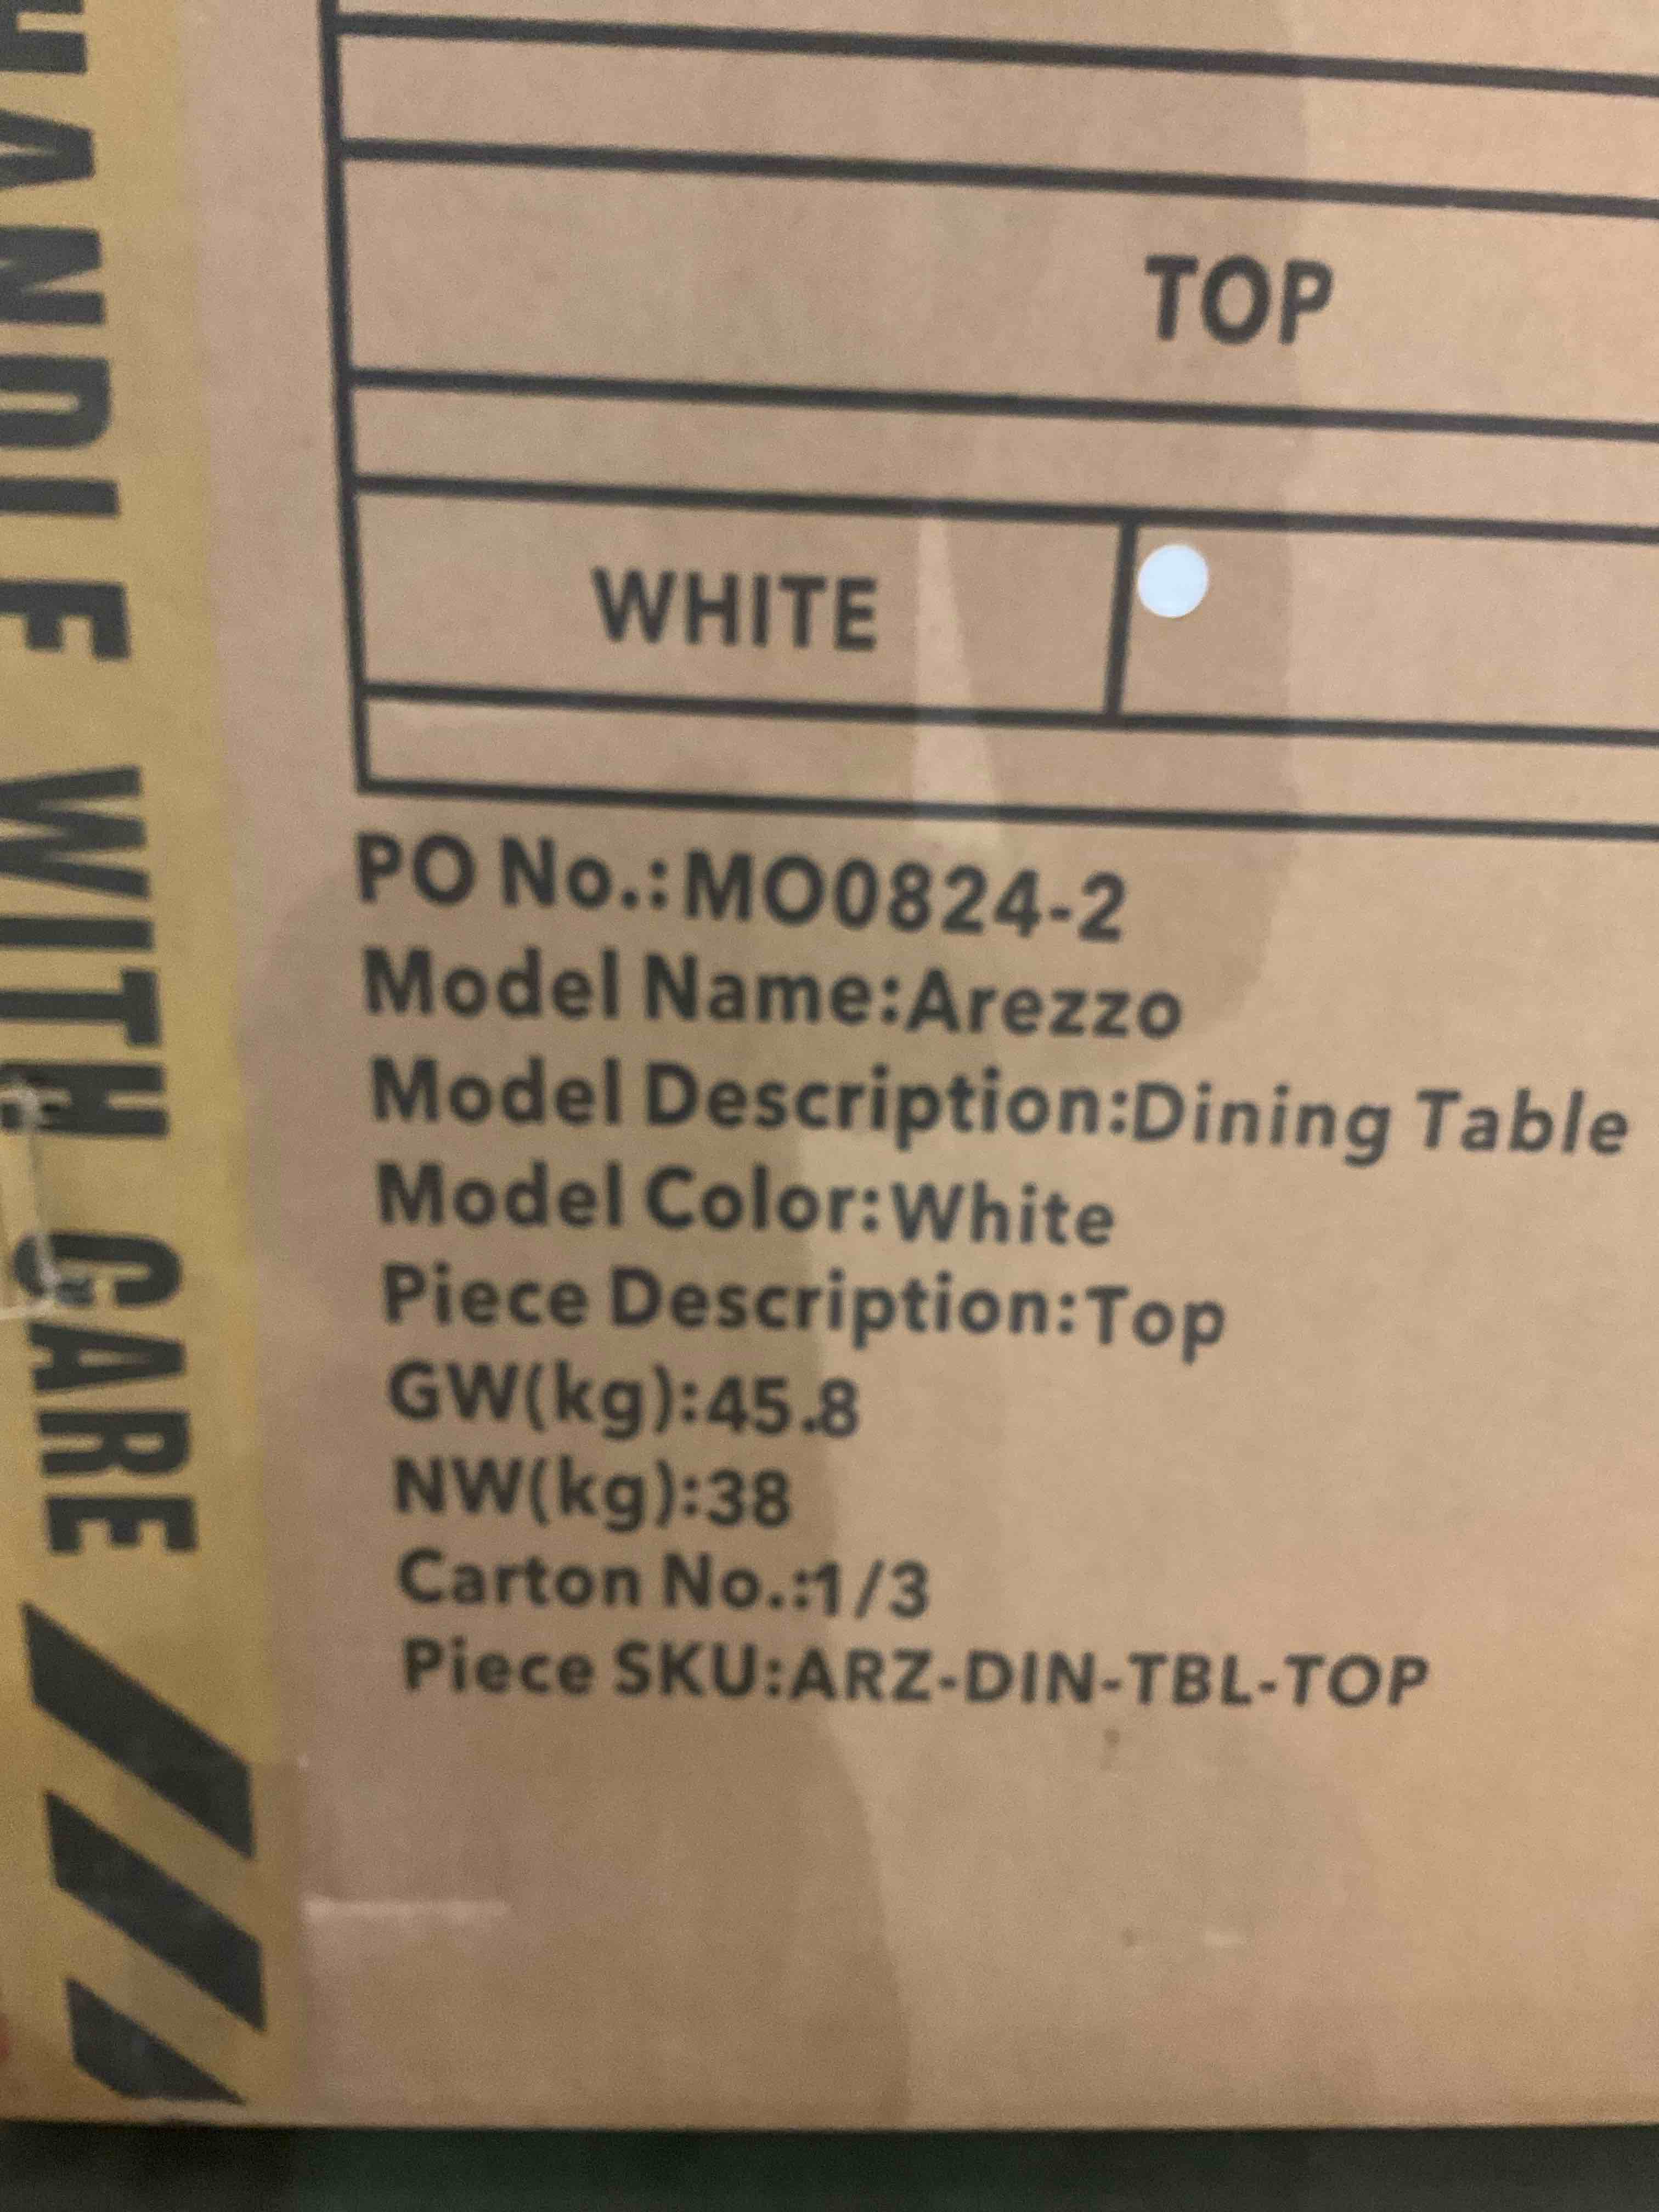 TOP
WHITE
PO No.:MO0824-2
Model Name:Arezzo
Model Description:Dining Table
Model Color:White
Piece Description:Top
GW(kg):45.8
NW(kg):38
Carton No.:1/3
Piece SKU:ARZ-DIN-TBL-TOP
HANDLE WITH CARE